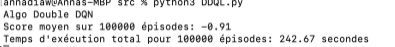 annadiaw@Annas-MBP src % python3 DDQL.py
Algo Double DQN
Score moyen sur 100000 épisodes: -0.91
Temps d'exécution total pour 100000 épisodes: 242.67 secondes